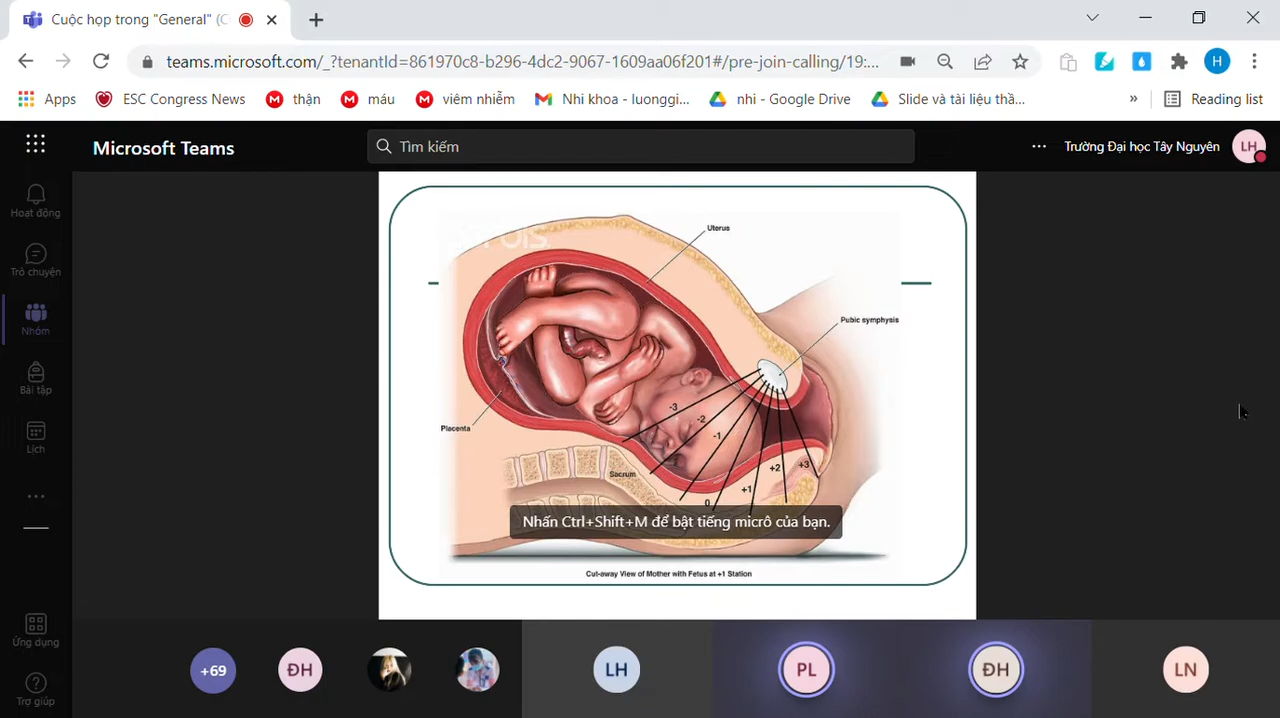 Cuộc họp trong "General" (C
teams.microsoft.com/_?tenantId=861970c8-b296-4dc2-9067-1609aa06f201#/pre-join-calling/19:...
H
Apps
ESC Congress News
thận
máu
viêm nhiễm
Nhi khoa - luonggi...
nhi - Google Drive
Slide và tài liệu thầ...
»
Reading list
Microsoft Teams
Tìm kiếm
Trường Đại học Tây Nguyên
LH
Hoạt động
Trò chuyện
Nhóm
Bài tập
Lịch
Ứng dụng
Trợ giúp
Uterus
Pubic symphysis
Placenta
Sacrum
-3
-2
-1
0
+1
+2
+3
Nhấn Ctrl+Shift+M để bật tiếng micrô của bạn.
Cut-away View of Mother with Fetus at +1 Station
+69
ĐH
LH
PL
ĐH
LN